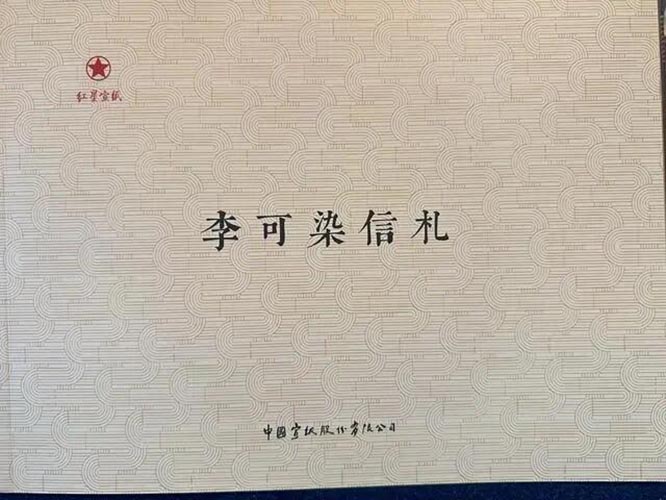 红星宣纸
李可染信札
中国宣纸股份有限公司